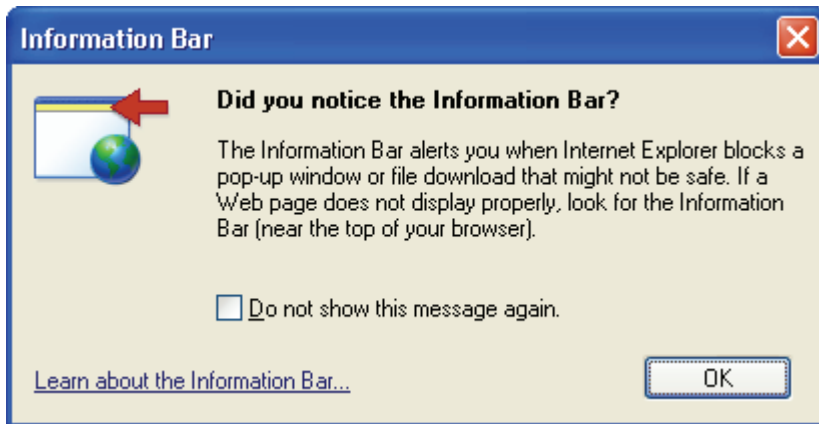 Information Bar
Did you notice the Information Bar?
The Information Bar alerts you when Internet Explorer blocks a
pop-up window or file download that might not be safe. If a
Web page does not display properly, look for the Information
Bar (near the top of your browser).
Do not show this message again.
Learn about the Information Bar...
OK